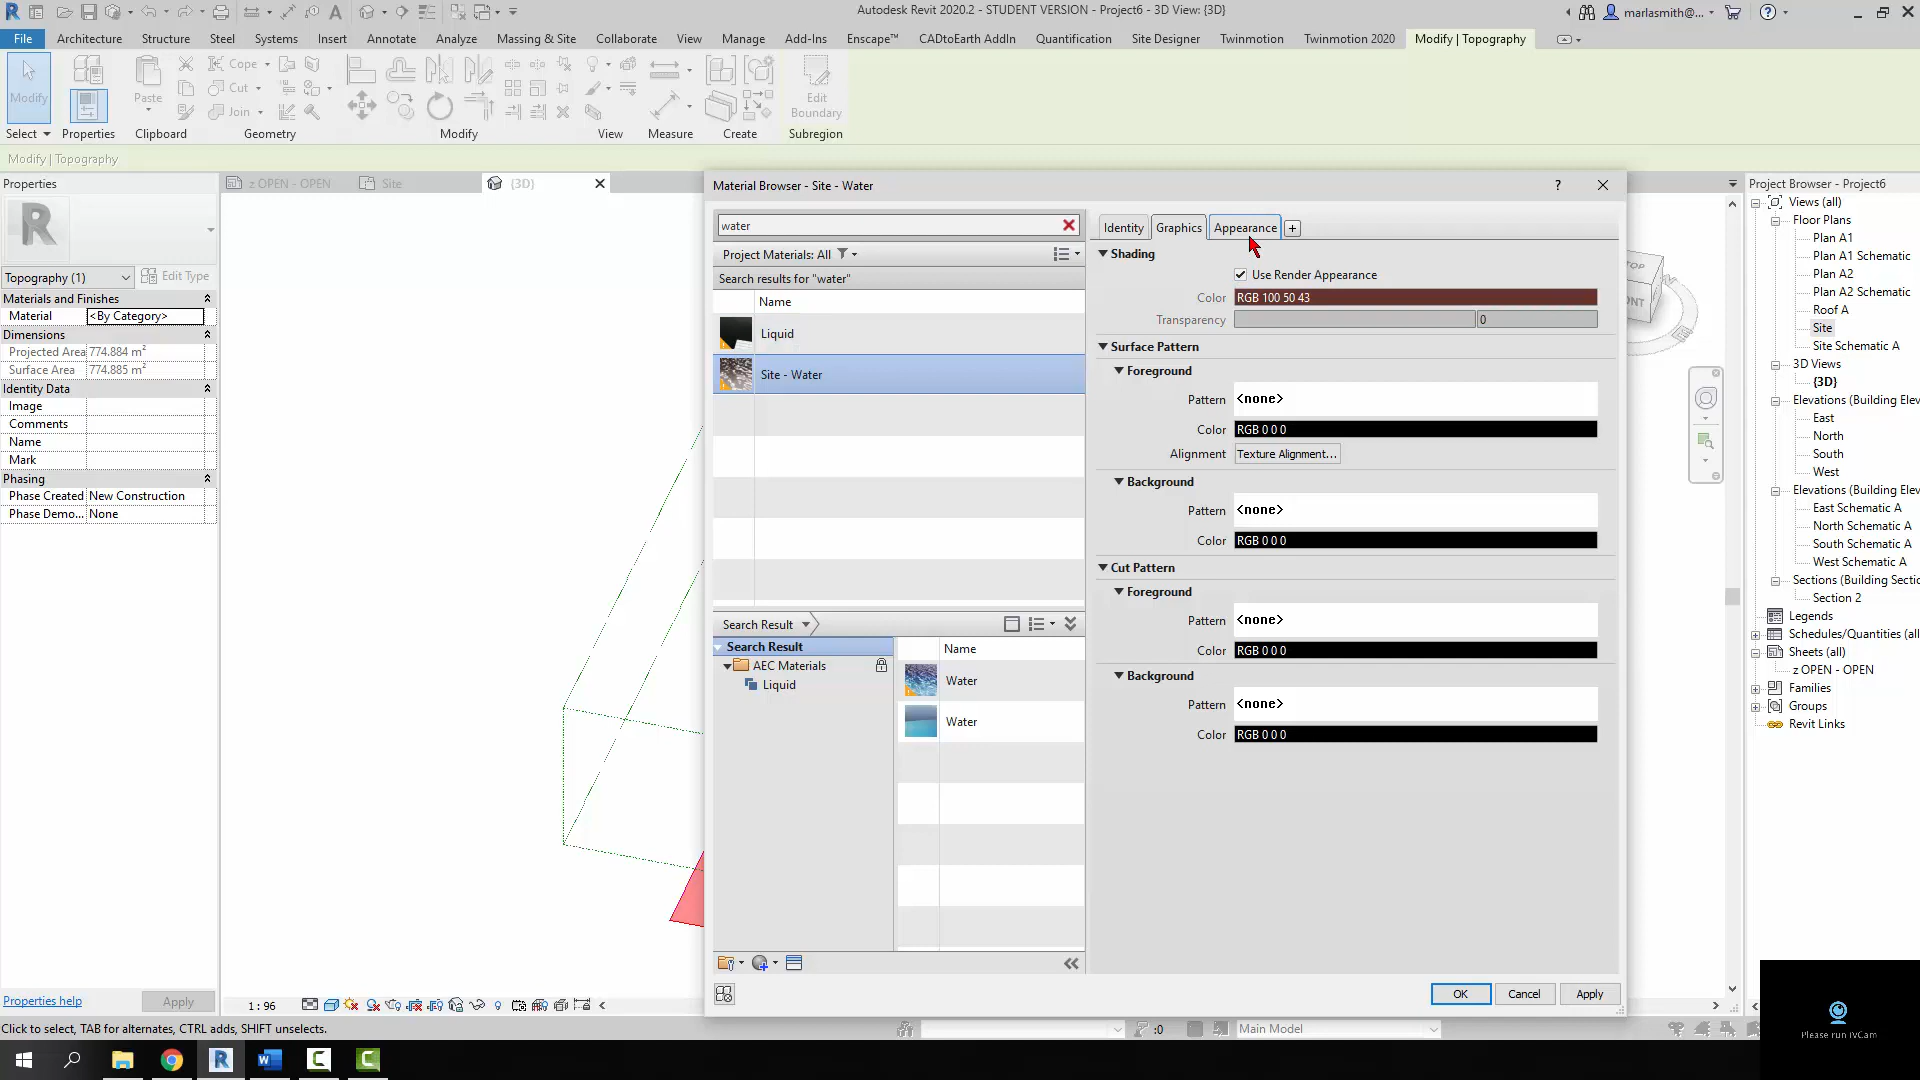 Autodesk Revit 2020.2 - STUDENT VERSION - Project6 - 3D View: {3D}
marlasmith@...
File Architecture Structure Steel Systems Insert Annotate Analyze Massing & Site Collaborate View Manage Add-Ins Enscape™ CADtoEarth AddIn Quantification Site Designer Twinmotion Twinmotion 2020 Modify | Topography
Modify
Paste
Cope
Cut
Join
Edit
Boundary
Select Properties Clipboard Geometry Modify View Measure Create Subregion
Modify | Topography
Properties
z OPEN - OPEN Site {3D}
Topography (1) Edit Type
Materials and Finishes
Material <By Category>
Dimensions
Projected Area 774.884 m²
Surface Area 774.885 m²
Identity Data
Image
Comments
Name
Mark
Phasing
Phase Created New Construction
Phase Demo... None
Properties help Apply
Material Browser - Site - Water
?
water
Project Materials: All
Search results for "water"
Name
Liquid
Site - Water
Search Result
Search Result
AEC Materials
Liquid
Name
Water
Water
Identity Graphics Appearance +
Shading
Use Render Appearance
Color RGB 100 50 43
Transparency 0
Surface Pattern
Foreground
Pattern <none>
Color RGB 0 0 0
Alignment Texture Alignment...
Background
Pattern <none>
Color RGB 0 0 0
Cut Pattern
Foreground
Pattern <none>
Color RGB 0 0 0
Background
Pattern <none>
Color RGB 0 0 0
OK Cancel Apply
TOP
Project Browser - Project6
Views (all)
Floor Plans
Plan A1
Plan A1 Schematic
Plan A2
Plan A2 Schematic
Roof A
Site
Site Schematic A
3D Views
{3D}
Elevations (Building Eleva
East
North
South
West
Elevations (Building Elev
East Schematic A
North Schematic A
South Schematic A
West Schematic A
Sections (Building Sectio
Section 2
Legends
Schedules/Quantities (all
Sheets (all)
z OPEN - OPEN
Families
Groups
Revit Links
1 : 96
Click to select, TAB for alternates, CTRL adds, SHIFT unselects.
:0
Main Model
Please run iVCam